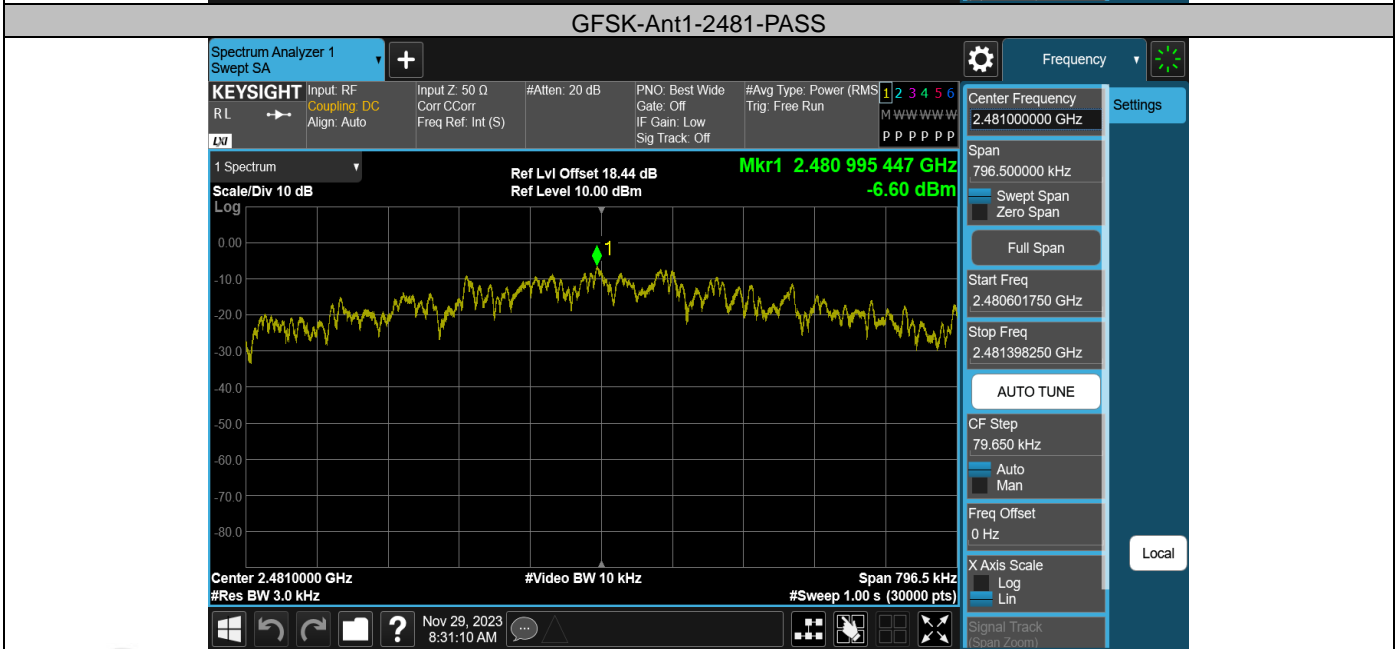 GFSK-Ant1-2481-PASS
Spectrum Analyzer 1
Swept SA
Frequency
KEYSIGHT
R L
LXI
Input: RF
Coupling: DC
Align: Auto
Input Z: 50 Ω
Corr CCorr
Freq Ref: Int (S)
#Atten: 20 dB
PNO: Best Wide
Gate: Off
IF Gain: Low
Sig Track: Off
#Avg Type: Power (RMS
Trig: Free Run
1 2 3 4 5 6
M W W W W W
P P P P P P
Center Frequency
2.481000000 GHz
Settings
Span
796.500000 kHz
Swept Span
Zero Span
Full Span
Start Freq
2.480601750 GHz
Stop Freq
2.481398250 GHz
AUTO TUNE
CF Step
79.650 kHz
Auto
Man
Freq Offset
0 Hz
X Axis Scale
Log
Lin
Signal Track
(Span Zoom)
Local
1 Spectrum
Scale/Div 10 dB
Log
Ref Lvl Offset 18.44 dB
Ref Level 10.00 dBm
Mkr1 2.480 995 447 GHz
-6.60 dBm
1
0.00
-10.0
-20.0
-30.0
-40.0
-50.0
-60.0
-70.0
-80.0
Center 2.4810000 GHz
#Res BW 3.0 kHz
#Video BW 10 kHz
Span 796.5 kHz
#Sweep 1.00 s (30000 pts)
?
Nov 29, 2023
8:31:10 AM